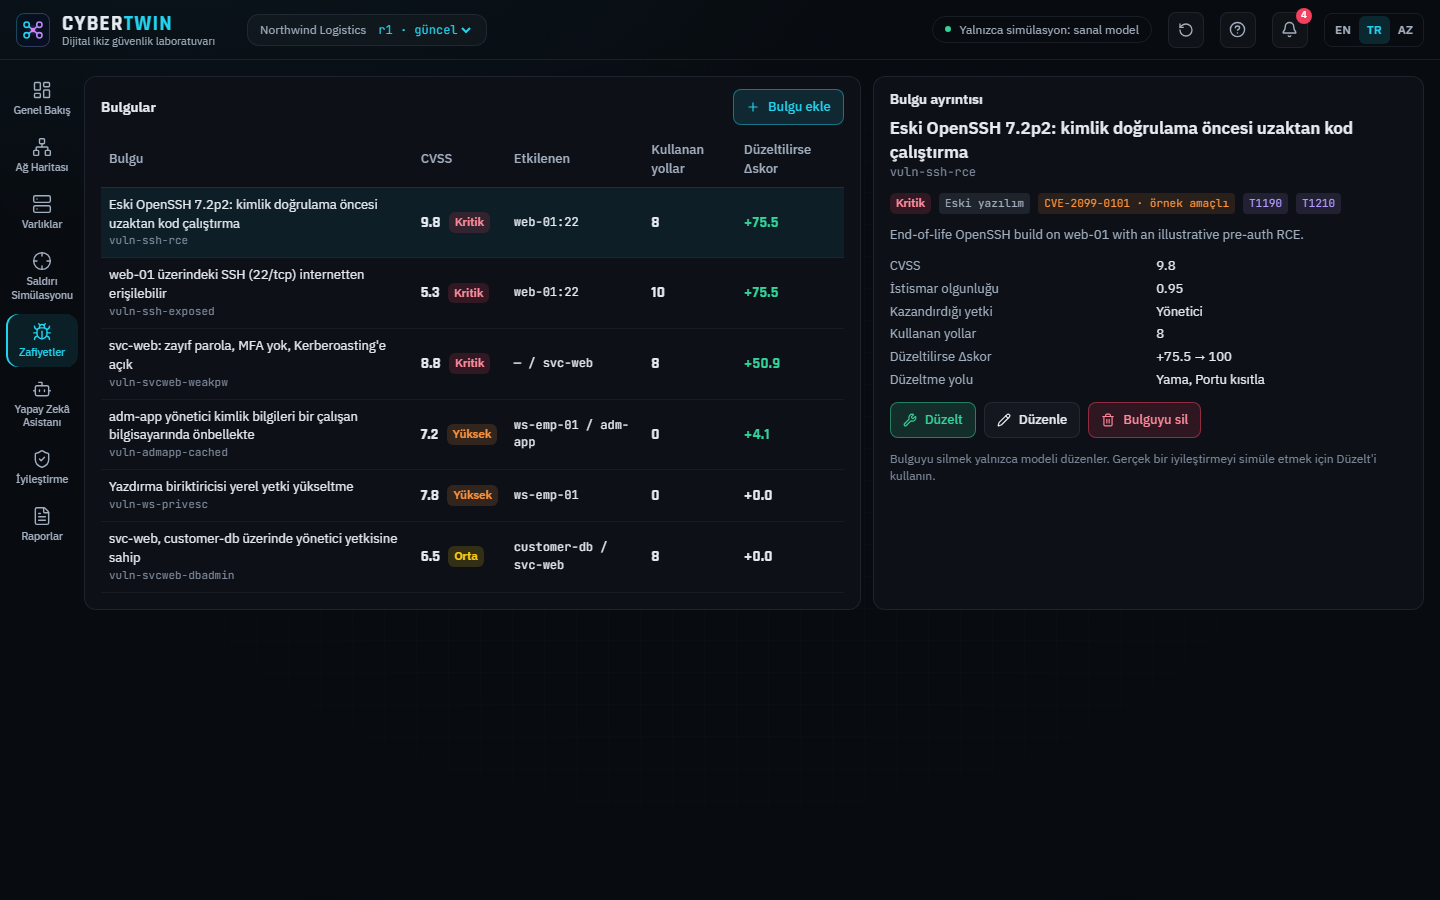 CYBERTWIN
Dijital ikiz güvenlik laboratuvarı
Northwind Logistics r1 · güncel
Yalnızca simülasyon: sanal model
4
EN TR AZ
Genel Bakış
Ağ Haritası
Varlıklar
Saldırı
Simülasyonu
Zafiyetler
Yapay Zekâ
Asistanı
İyileştirme
Raporlar
Bulgular
Bulgu ekle
Bulgu CVSS Etkilenen Kullanan yollar Düzeltilirse Δskor
Eski OpenSSH 7.2p2: kimlik doğrulama öncesi
uzaktan kod çalıştırma
vuln-ssh-rce
9.8 Kritik web-01:22 8 +75.5
web-01 üzerindeki SSH (22/tcp) internetten
erişilebilir
vuln-ssh-exposed
5.3 Kritik web-01:22 10 +75.5
svc-web: zayıf parola, MFA yok, Kerberoasting'e
açık
vuln-svcweb-weakpw
8.8 Kritik — / svc-web 8 +50.9
adm-app yönetici kimlik bilgileri bir çalışan
bilgisayarında önbellekte
vuln-admapp-cached
7.2 Yüksek ws-emp-01 / adm-app 0 +4.1
Yazdırma biriktiricisi yerel yetki yükseltme
vuln-ws-privesc
7.8 Yüksek ws-emp-01 0 +0.0
svc-web, customer-db üzerinde yönetici yetkisine
sahip
vuln-svcweb-dbadmin
6.5 Orta customer-db / svc-web 8 +0.0
Bulgu ayrıntısı
Eski OpenSSH 7.2p2: kimlik doğrulama öncesi uzaktan kod
çalıştırma
vuln-ssh-rce
Kritik Eski yazılım CVE-2099-0101 · örnek amaçlı T1190 T1210
End-of-life OpenSSH build on web-01 with an illustrative pre-auth RCE.
CVSS 9.8
İstismar olgunluğu 0.95
Kazandırdığı yetki Yönetici
Kullanan yollar 8
Düzeltilirse Δskor +75.5 → 100
Düzeltme yolu Yama, Portu kısıtla
Düzelt Düzenle Bulguyu sil
Bulguyu silmek yalnızca modeli düzenler. Gerçek bir iyileştirmeyi simüle etmek için Düzelt'i
kullanın.